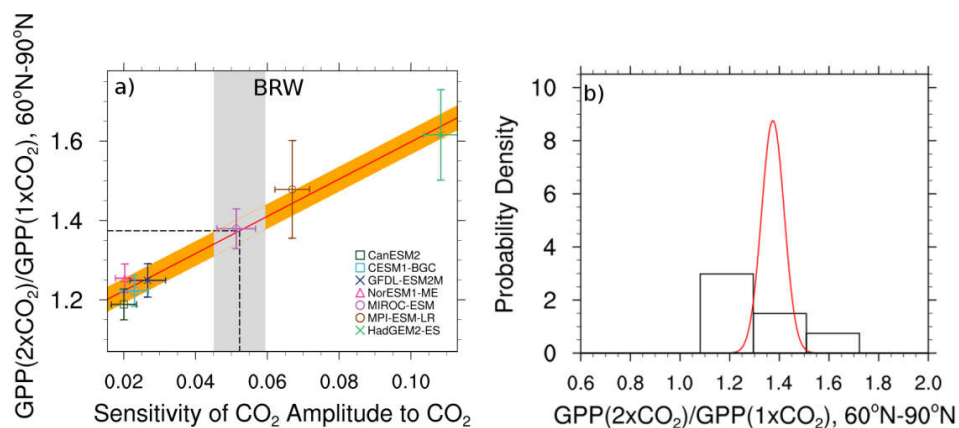 GPP(2xCO₂)/GPP(1xCO₂), 60°N-90°N
a)
BRW
1.6
1.4
1.2
CanESM2
CESM1-BGC
GFDL-ESM2M
NorESM1-ME
MIROC-ESM
MPI-ESM-LR
HadGEM2-ES
0.02 0.04 0.06 0.08 0.10
Sensitivity of CO₂ Amplitude to CO₂
b)
Probability Density
10
8
6
4
2
0
0.6 0.8 1.0 1.2 1.4 1.6 1.8 2.0
GPP(2xCO₂)/GPP(1xCO₂), 60°N-90°N